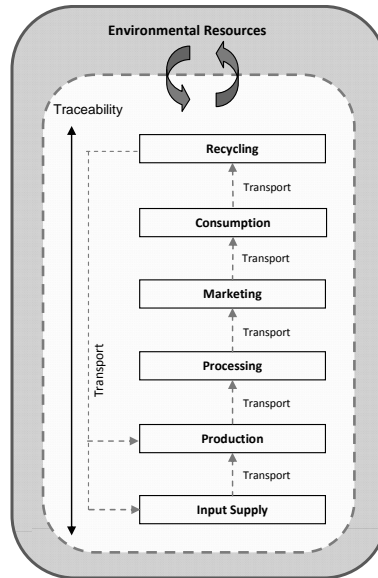 Environmental Resources
Traceability
Recycling
Transport
Consumption
Transport
Marketing
Transport
Processing
Transport
Transport
Production
Transport
Input Supply